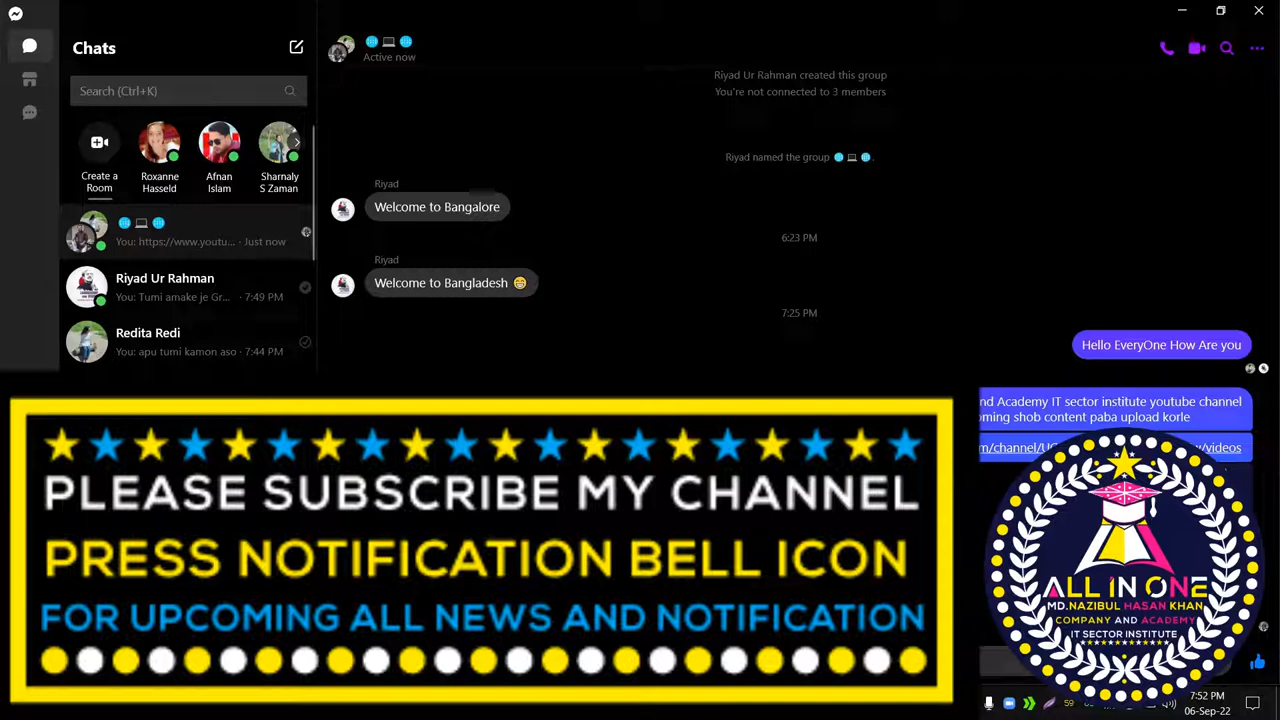 Chats
Search (Ctrl+K)
Create a Room
Roxanne Hasseld
Afnan Islam
Sharnaly S Zaman
You: https://www.youtu... · Just now
Riyad Ur Rahman
You: Tumi amake je Gr... · 7:49 PM
Redita Redi
You: apu tumi kamon aso · 7:44 PM
Active now
Riyad Ur Rahman created this group
You're not connected to 3 members
Riyad named the group 🌐 💻 🌐.
Riyad
Welcome to Bangalore
6:23 PM
Riyad
Welcome to Bangladesh 😁
7:25 PM
Hello EveryOne How Are you
nd Academy IT sector institute youtube channel
oming shob content paba upload korle
m/channel/U
w/videos
PLEASE SUBSCRIBE MY CHANNEL
PRESS NOTIFICATION BELL ICON
FOR UPCOMING ALL NEWS AND NOTIFICATION
ALL IN ONE
MD.NAZIBUL HASAN KHAN
COMPANY AND ACADEMY
IT SECTOR INSTITUTE
59
7:52 PM
06-Sep-22